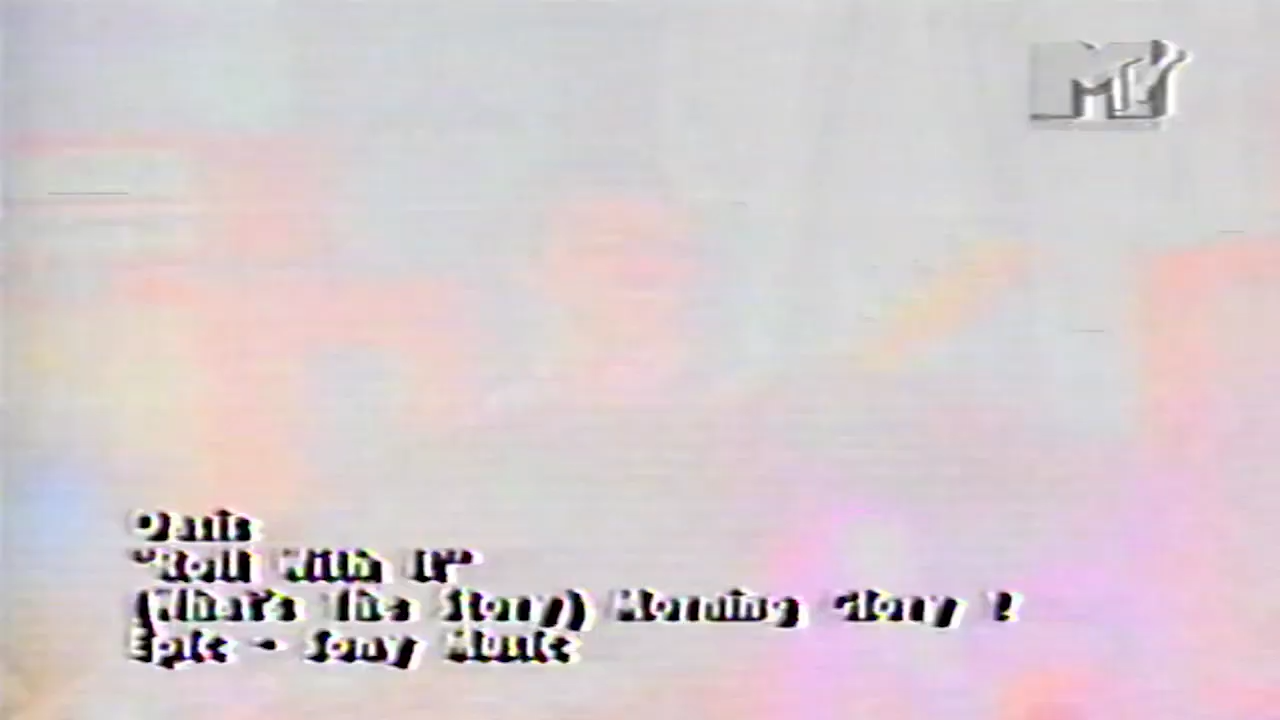 MTV
Oasis
"Roll With It"
(What's The Story) Morning Glory ?
Epic - Sony Music